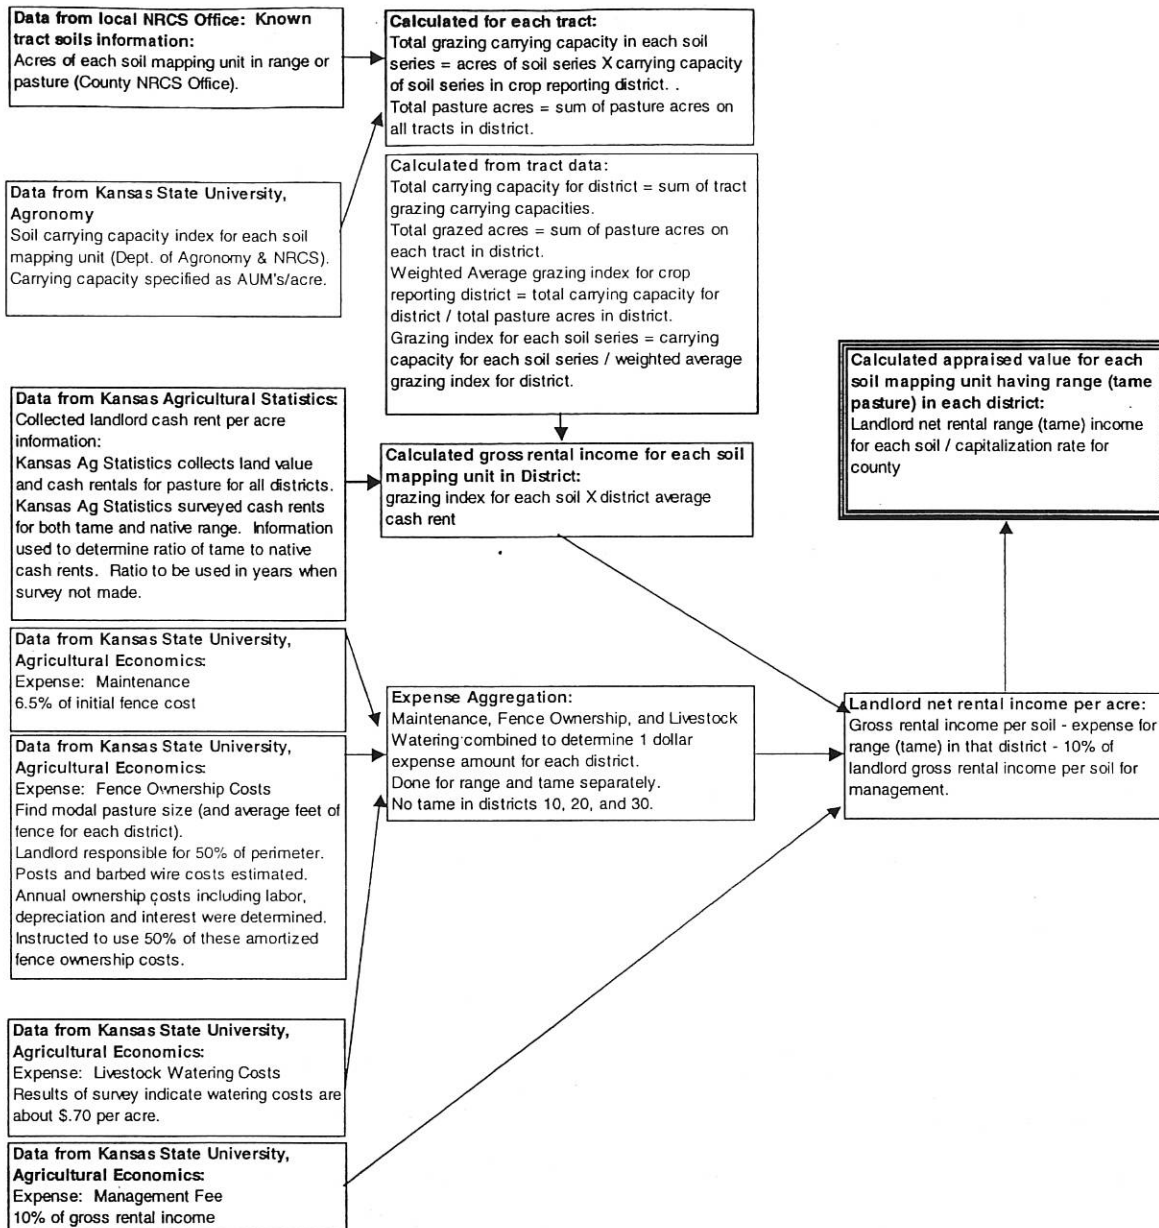 Data from local NRCS Office: Known
tract soils information:
Acres of each soil mapping unit in range or
pasture (County NRCS Office).
Calculated for each tract:
Total grazing carrying capacity in each soil
series = acres of soil series X carrying capacity
of soil series in crop reporting district. .
Total pasture acres = sum of pasture acres on
all tracts in district.
Data from Kansas State University,
Agronomy
Soil carrying capacity index for each soil
mapping unit (Dept. of Agronomy & NRCS).
Carrying capacity specified as AUM's/acre.
Calculated from tract data:
Total carrying capacity for district = sum of tract
grazing carrying capacities.
Total grazed acres = sum of pasture acres on
each tract in district.
Weighted Average grazing index for crop
reporting district = total carrying capacity for
district / total pasture acres in district.
Grazing index for each soil series = carrying
capacity for each soil series / weighted average
grazing index for district.
Calculated appraised value for each
soil mapping unit having range (tame
pasture) in each district:
Landlord net rental range (tame) income
for each soil / capitalization rate for
county
Data from Kansas Agricultural Statistics:
Collected landlord cash rent per acre
information:
Kansas Ag Statistics collects land value
and cash rentals for pasture for all districts.
Kansas Ag Statistics surveyed cash rents
for both tame and native range. Information
used to determine ratio of tame to native
cash rents. Ratio to be used in years when
survey not made.
Calculated gross rental income for each soil
mapping unit in District:
grazing index for each soil X district average
cash rent
Data from Kansas State University,
Agricultural Economics:
Expense: Maintenance
6.5% of initial fence cost
Data from Kansas State University,
Agricultural Economics:
Expense: Fence Ownership Costs
Find modal pasture size (and average feet of
fence for each district).
Landlord responsible for 50% of perimeter.
Posts and barbed wire costs estimated.
Annual ownership costs including labor,
depreciation and interest were determined.
Instructed to use 50% of these amortized
fence ownership costs.
Expense Aggregation:
Maintenance, Fence Ownership, and Livestock
Watering combined to determine 1 dollar
expense amount for each district.
Done for range and tame separately.
No tame in districts 10, 20, and 30.
Landlord net rental income per acre:
Gross rental income per soil - expense for
range (tame) in that district - 10% of
landlord gross rental income per soil for
management.
Data from Kansas State University,
Agricultural Economics:
Expense: Livestock Watering Costs
Results of survey indicate watering costs are
about $.70 per acre.
Data from Kansas State University,
Agricultural Economics:
Expense: Management Fee
10% of gross rental income